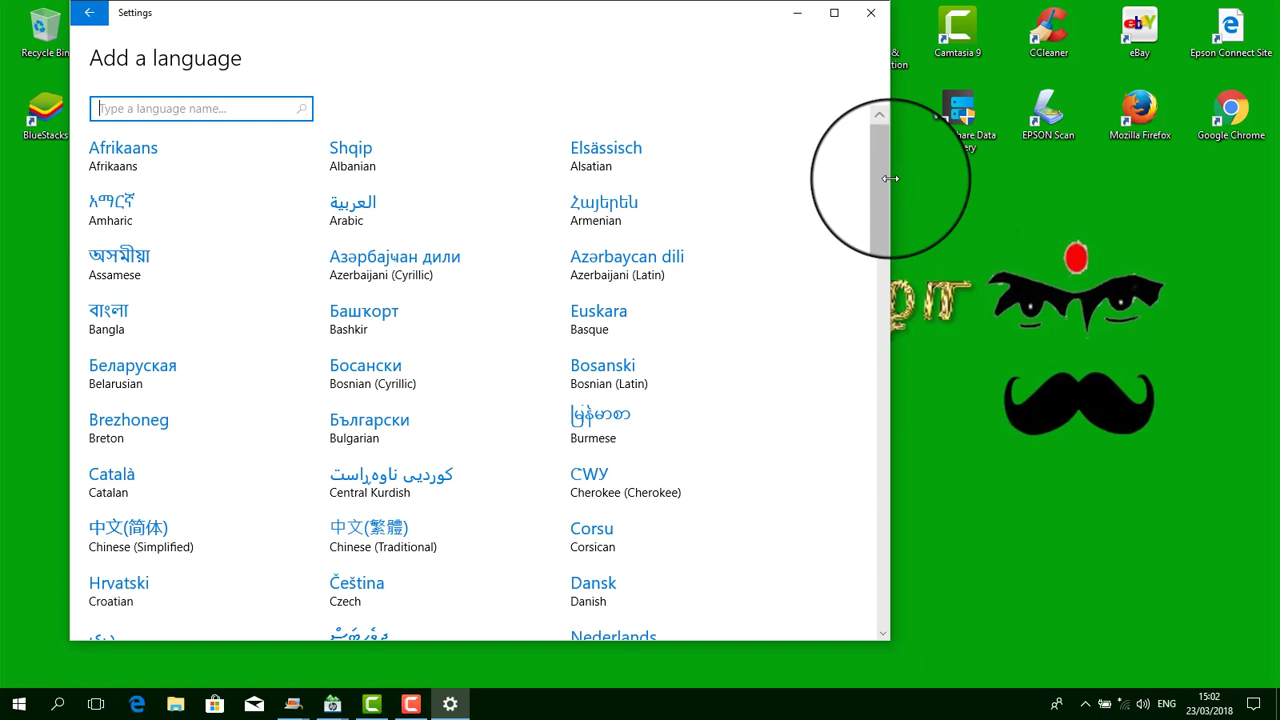 Settings
Add a language
Type a language name...
Afrikaans
Afrikaans
Shqip
Albanian
Elsässisch
Alsatian
አማርኛ
Amharic
العربية
Arabic
Հայերեն
Armenian
অসমীয়া
Assamese
Азәрбајҹан дили
Azerbaijani (Cyrillic)
Azərbaycan dili
Azerbaijani (Latin)
বাংলা
Bangla
Башҡорт
Bashkir
Euskara
Basque
Беларуская
Belarusian
Босански
Bosnian (Cyrillic)
Bosanski
Bosnian (Latin)
Brezhoneg
Breton
Български
Bulgarian
မြန်မာစာ
Burmese
Català
Catalan
کوردیی ناوەڕاست
Central Kurdish
ᏣᎳᎩ
Cherokee (Cherokee)
中文(简体)
Chinese (Simplified)
中文(繁體)
Chinese (Traditional)
Corsu
Corsican
Hrvatski
Croatian
Čeština
Czech
Dansk
Danish
Nederlands
Recycle Bin
BlueStacks
&
Camtasia 9
CCleaner
eBay
Epson Connect Site
Data
EPSON Scan
Mozilla Firefox
Google Chrome
ENG
15:02
23/03/2018